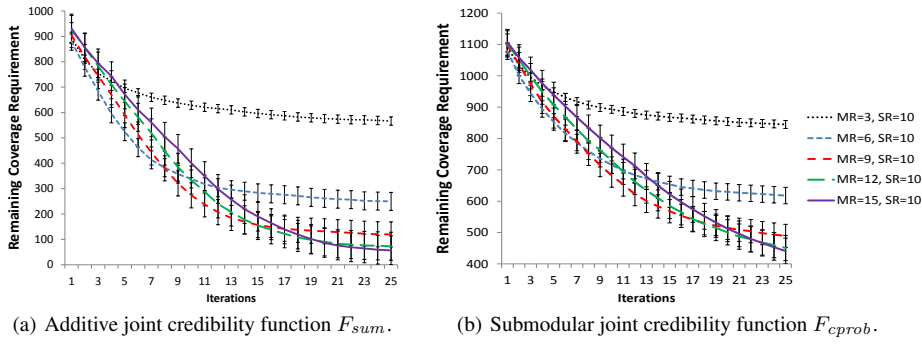 Remaining Coverage Requirement
1000
900
800
700
600
500
400
300
200
100
0
1 3 5 7 9 11 13 15 17 19 21 23 25
Iterations
(a) Additive joint credibility function F_sum.
Remaining Coverage Requirement
1200
1100
1000
900
800
700
600
500
400
1 3 5 7 9 11 13 15 17 19 21 23 25
Iterations
MR=3, SR=10
MR=6, SR=10
MR=9, SR=10
MR=12, SR=10
MR=15, SR=10
(b) Submodular joint credibility function F_cprob.